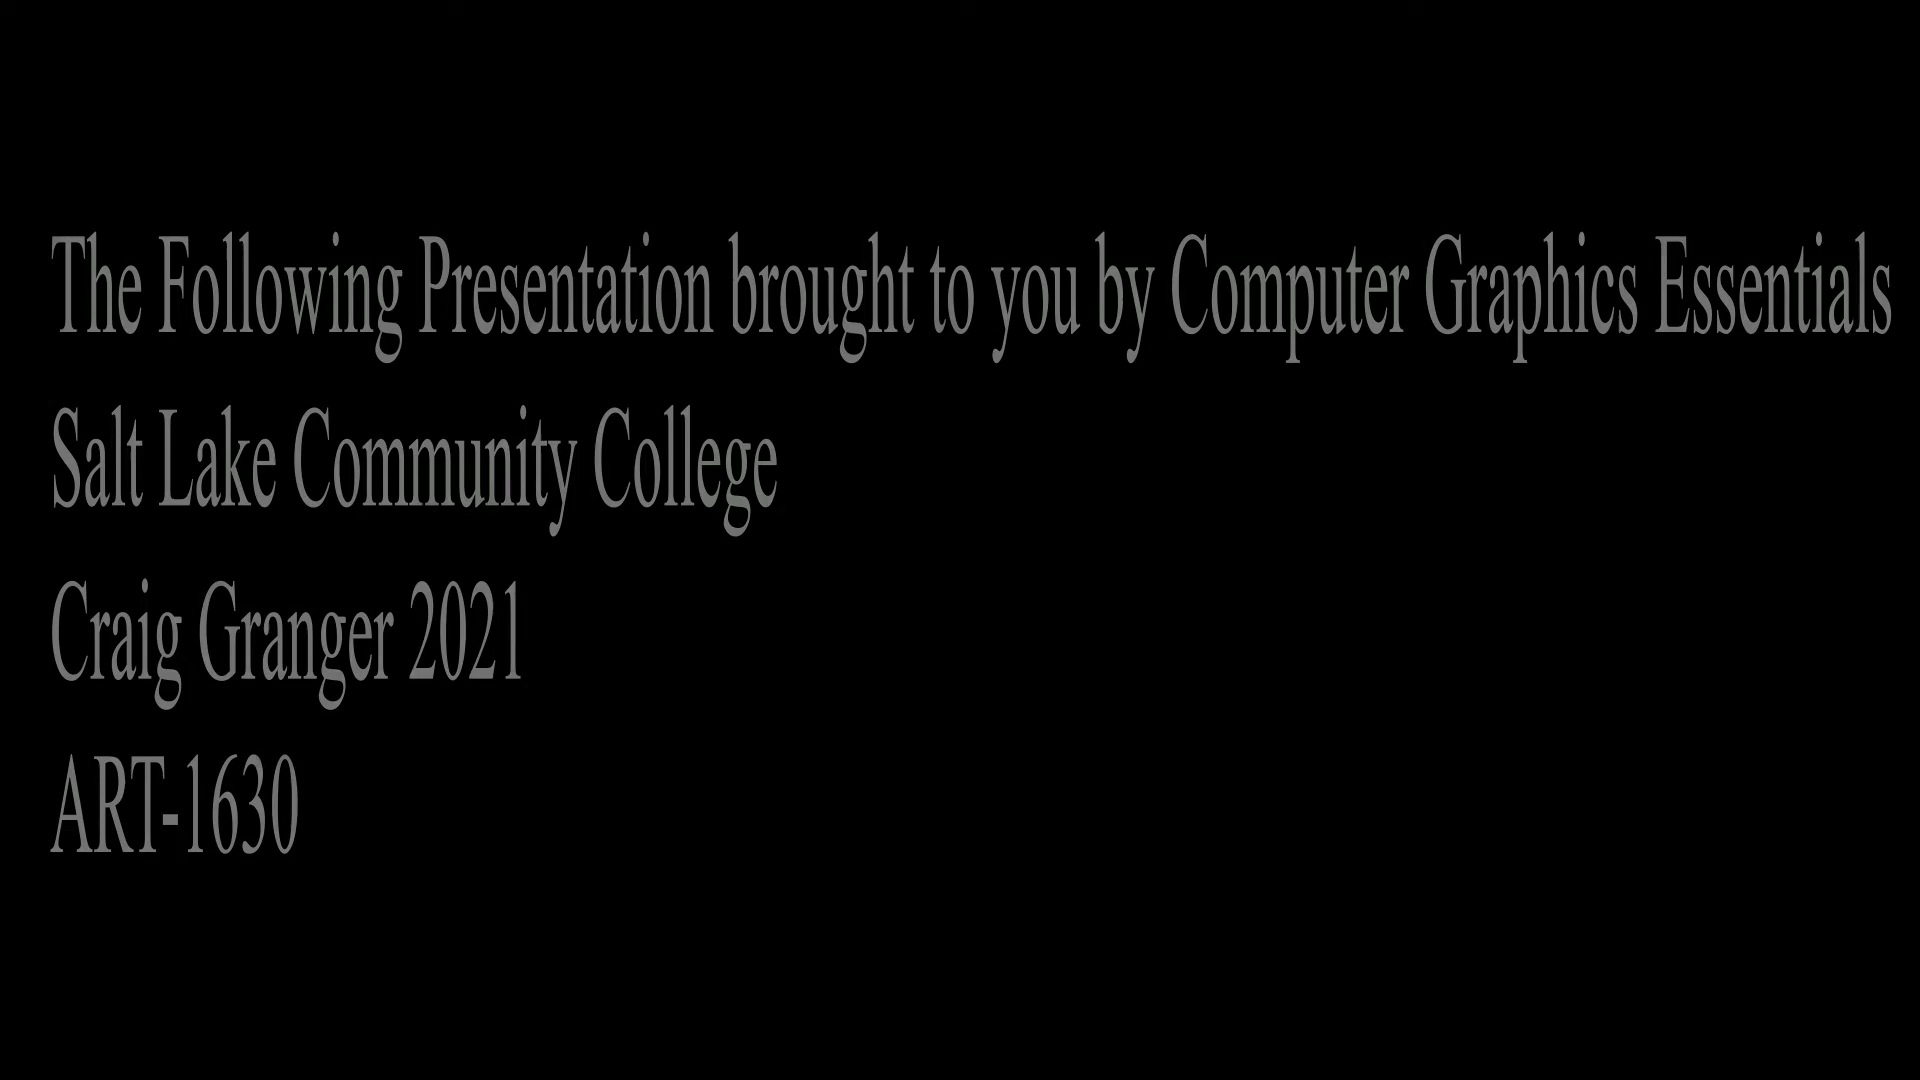 The Following Presentation brought to you by Computer Graphics Essentials
Salt Lake Community College
Craig Granger 2021
ART-1630